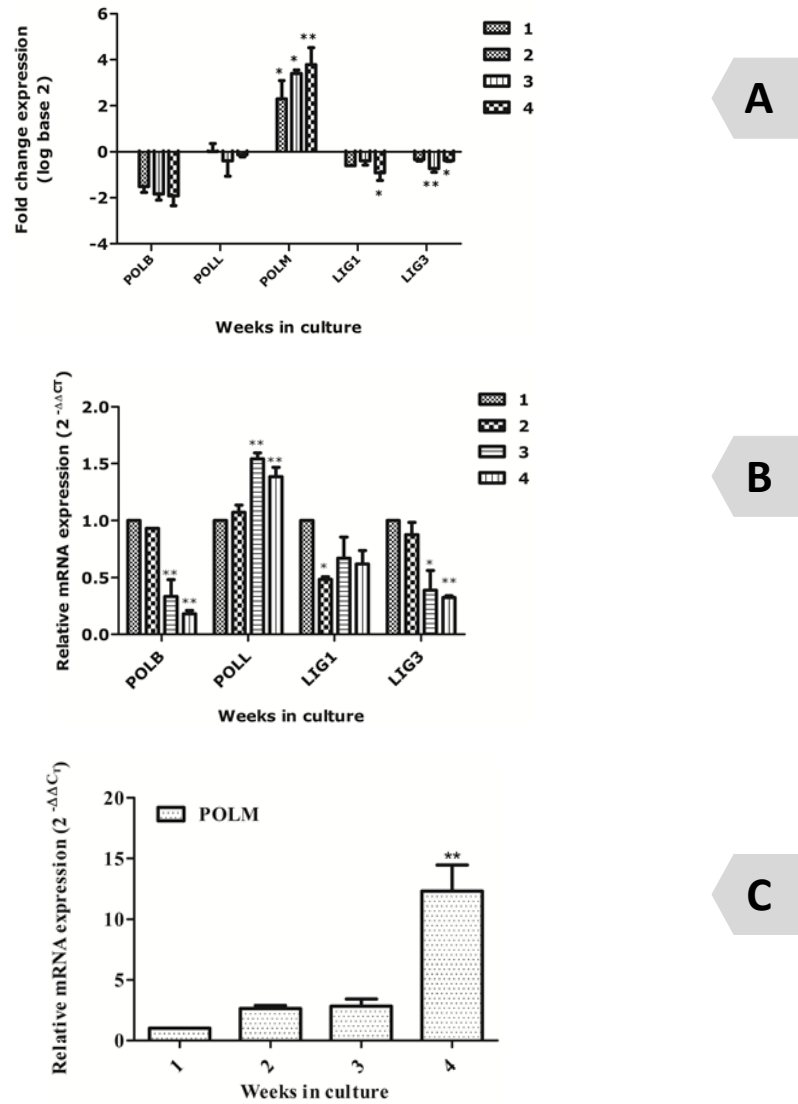 6
4
2
0
-2
-4
Fold change expression
(log base 2)
* * **
*
** *
1
2
3
4
POLB POLL POLM LIG1 LIG3
Weeks in culture
A
2.0
1.5
1.0
0.5
0.0
Relative mRNA expression (2 -ΔΔCT)
** **
** **
*
* **
1
2
3
4
POLB POLL LIG1 LIG3
Weeks in culture
B
20
15
10
5
0
Relative mRNA expression (2 -ΔΔCT)
POLM
**
1 2 3 4
Weeks in culture
C